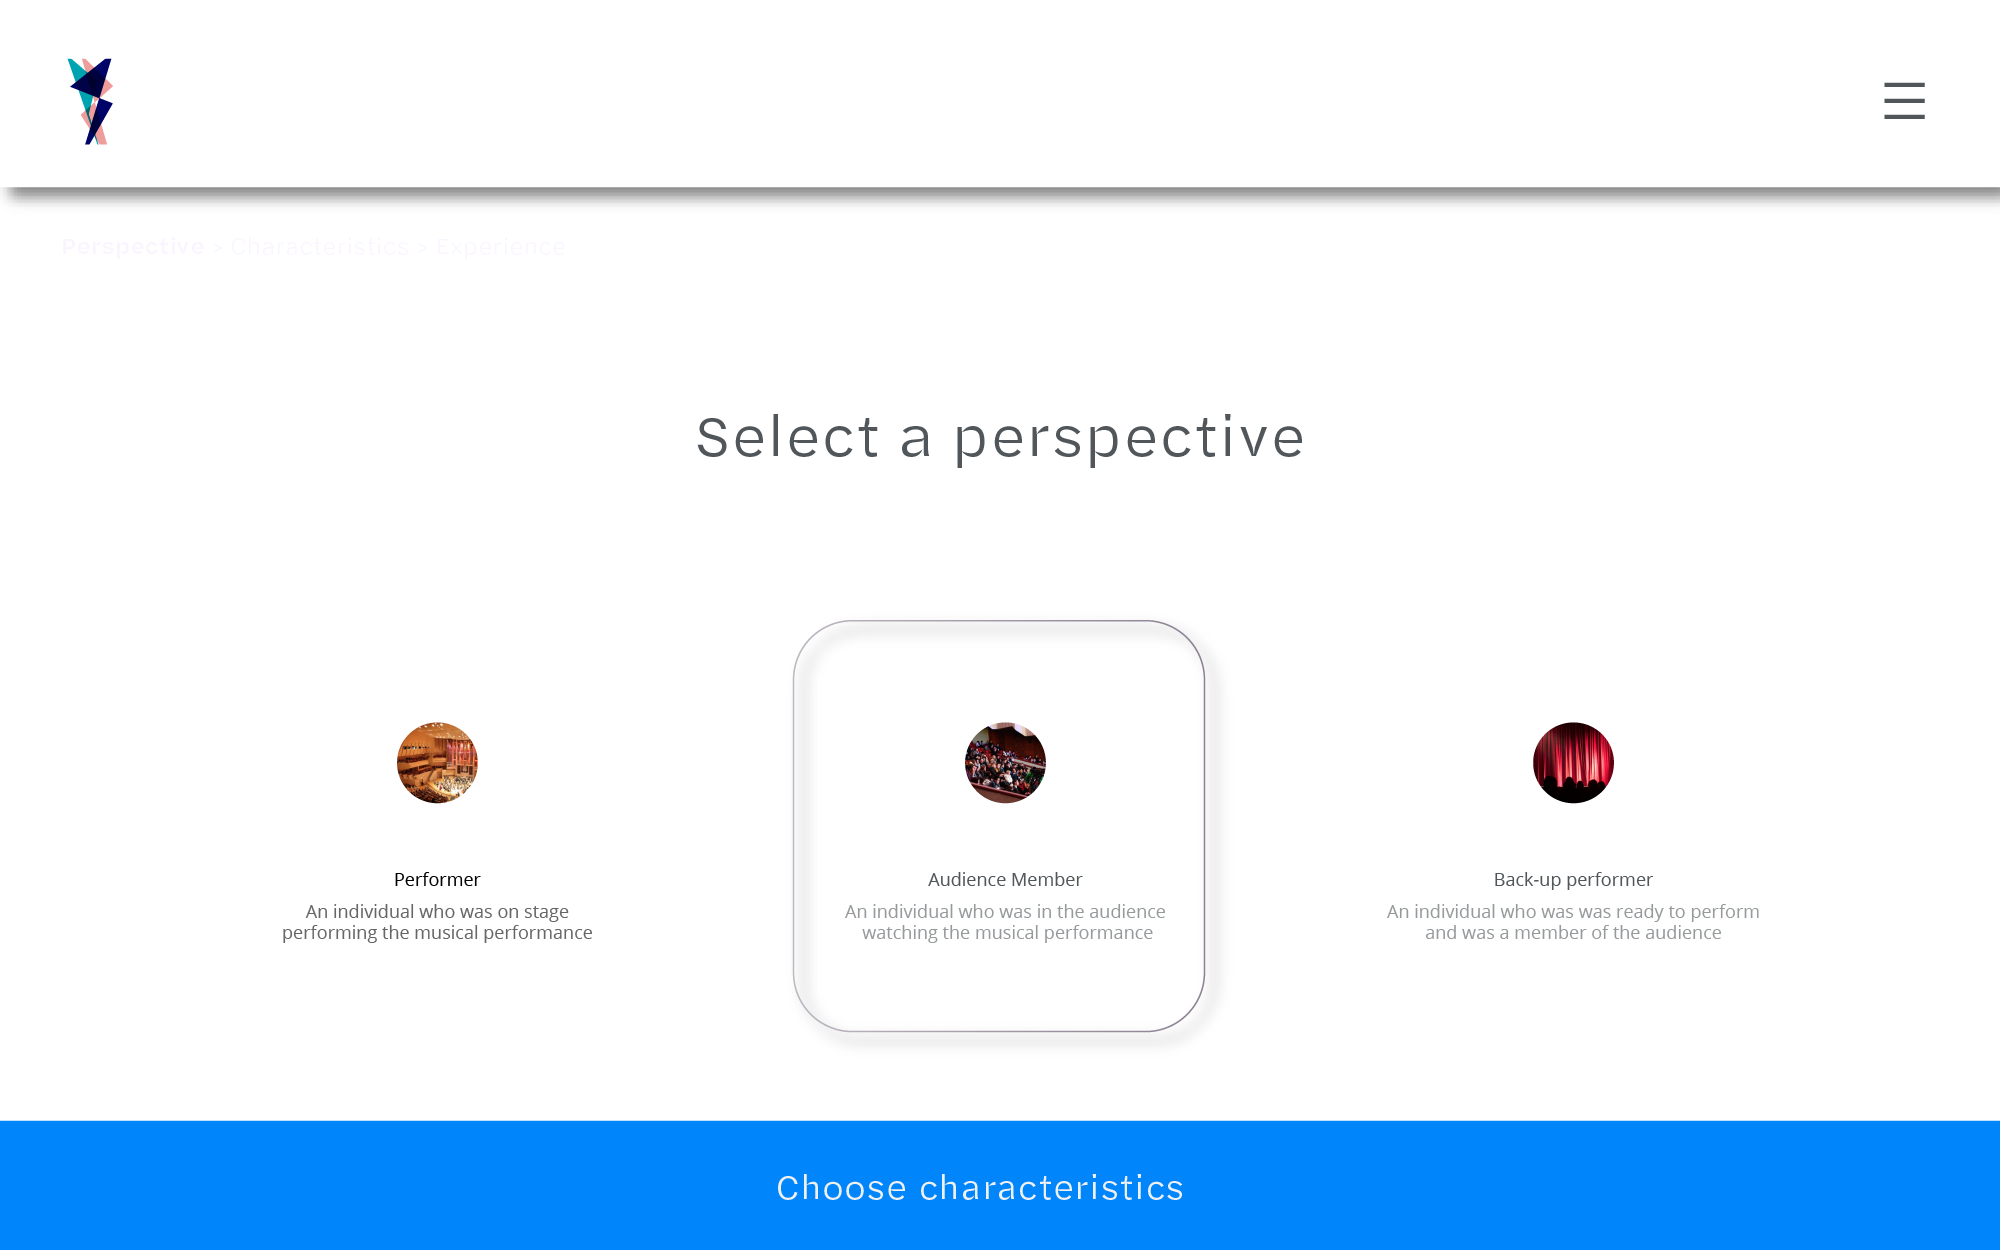 Perspective > Characteristics > Experience
Select a perspective
Performer
An individual who was on stage
performing the musical performance
Audience Member
An individual who was in the audience
watching the musical performance
Back-up performer
An individual who was was ready to perform
and was a member of the audience
Choose characteristics